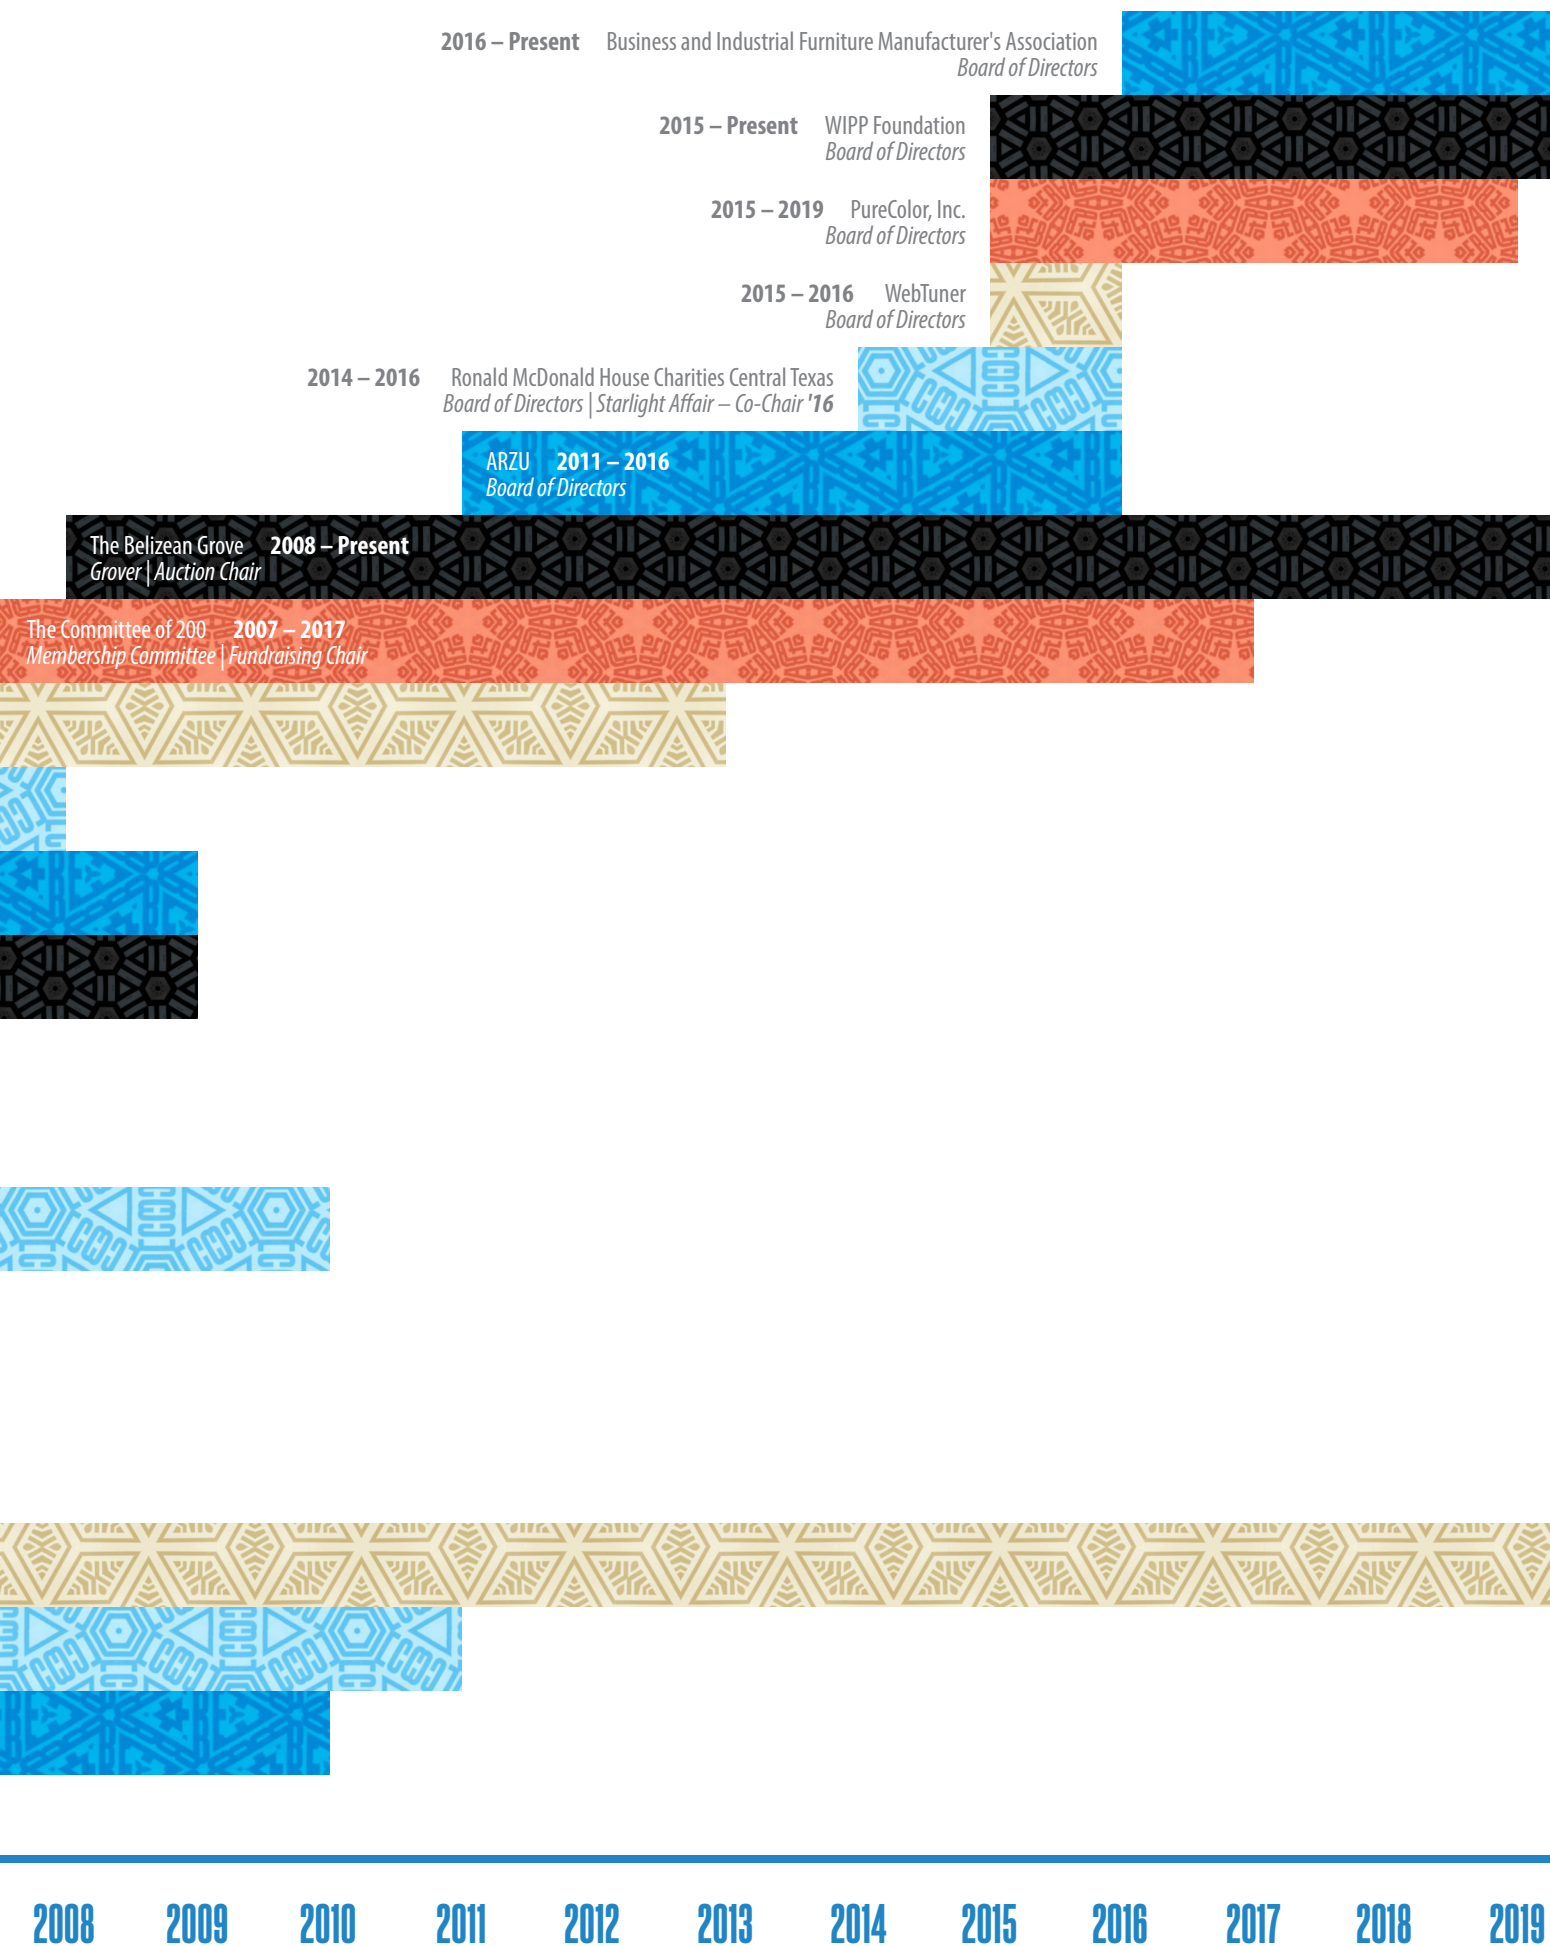 2016 – Present Business and Industrial Furniture Manufacturer's Association
Board of Directors
2015 – Present WIPP Foundation
Board of Directors
2015 – 2019 PureColor, Inc.
Board of Directors
2015 – 2016 WebTuner
Board of Directors
2014 – 2016 Ronald McDonald House Charities Central Texas
Board of Directors | Starlight Affair – Co-Chair '16
ARZU 2011 – 2016
Board of Directors
The Belizean Grove 2008 – Present
Grover | Auction Chair
The Committee of 200 2007 – 2017
Membership Committee | Fundraising Chair
2008 2009 2010 2011 2012 2013 2014 2015 2016 2017 2018 2019